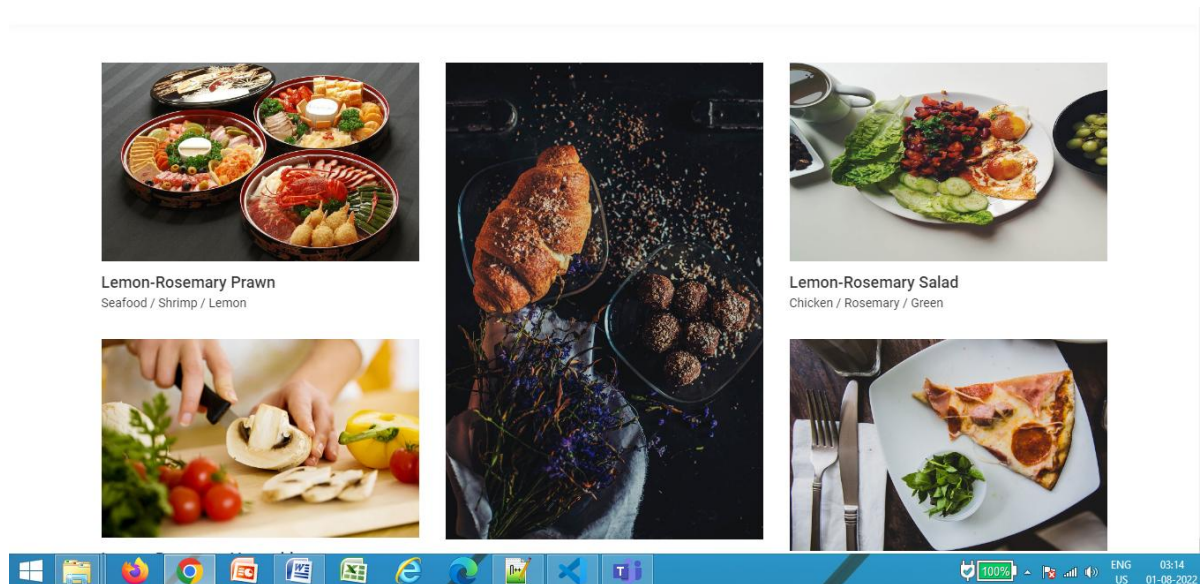 Lemon-Rosemary Prawn
Seafood / Shrimp / Lemon
Lemon-Rosemary Salad
Chicken / Rosemary / Green
100%
ENG
US
03:14
01-08-2022